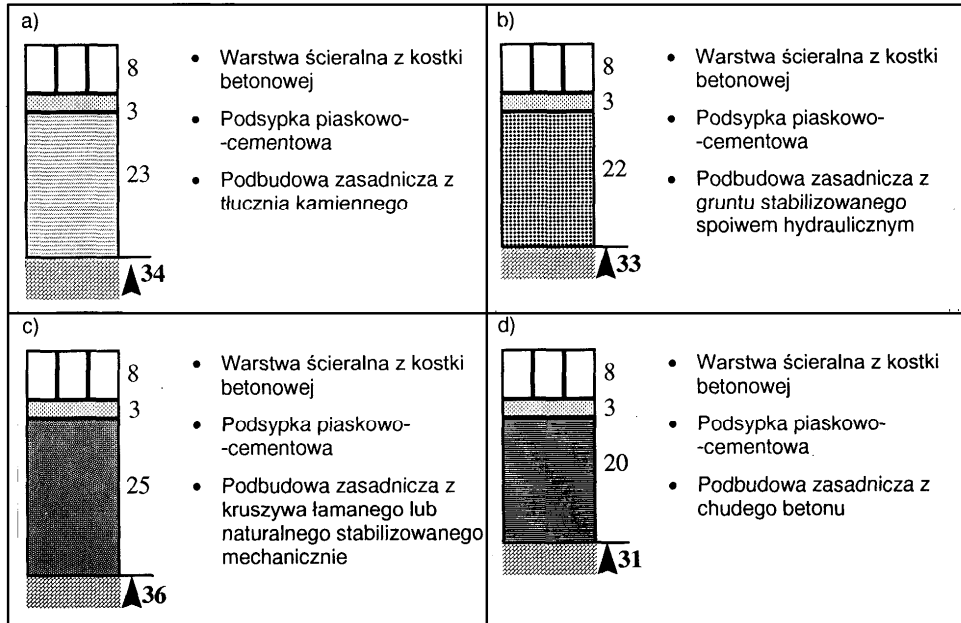 a)
8
3
23
34
• Warstwa ścieralna z kostki
betonowej
• Podsypka piaskowo-
-cementowa
• Podbudowa zasadnicza z
tłucznia kamiennego
b)
8
3
22
33
• Warstwa ścieralna z kostki
betonowej
• Podsypka piaskowo-
-cementowa
• Podbudowa zasadnicza z
gruntu stabilizowanego
spoiwem hydraulicznym
c)
8
3
25
36
• Warstwa ścieralna z kostki
betonowej
• Podsypka piaskowo-
-cementowa
• Podbudowa zasadnicza z
kruszywa łamanego lub
naturalnego stabilizowanego
mechanicznie
d)
8
3
20
31
• Warstwa ścieralna z kostki
betonowej
• Podsypka piaskowo-
-cementowa
• Podbudowa zasadnicza z
chudego betonu